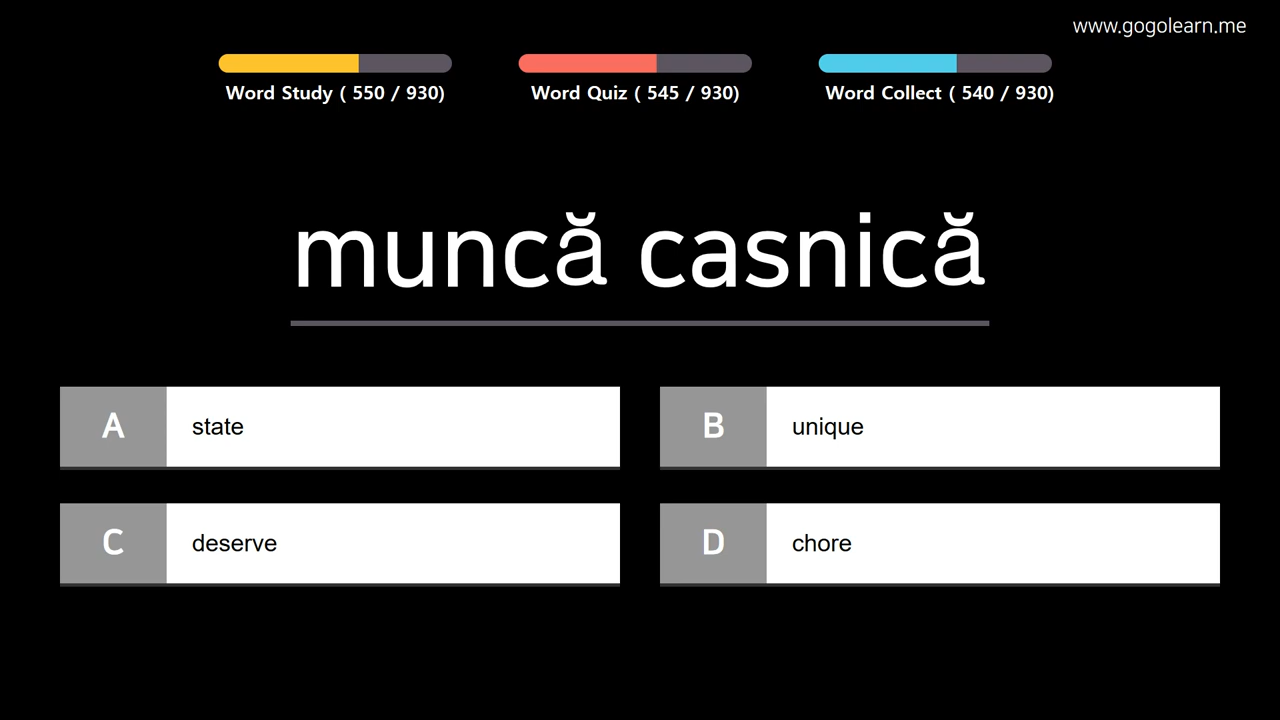 www.gogolearn.me
Word Study ( 550 / 930)
Word Quiz ( 545 / 930)
Word Collect ( 540 / 930)
muncă casnică
A state
B unique
C deserve
D chore